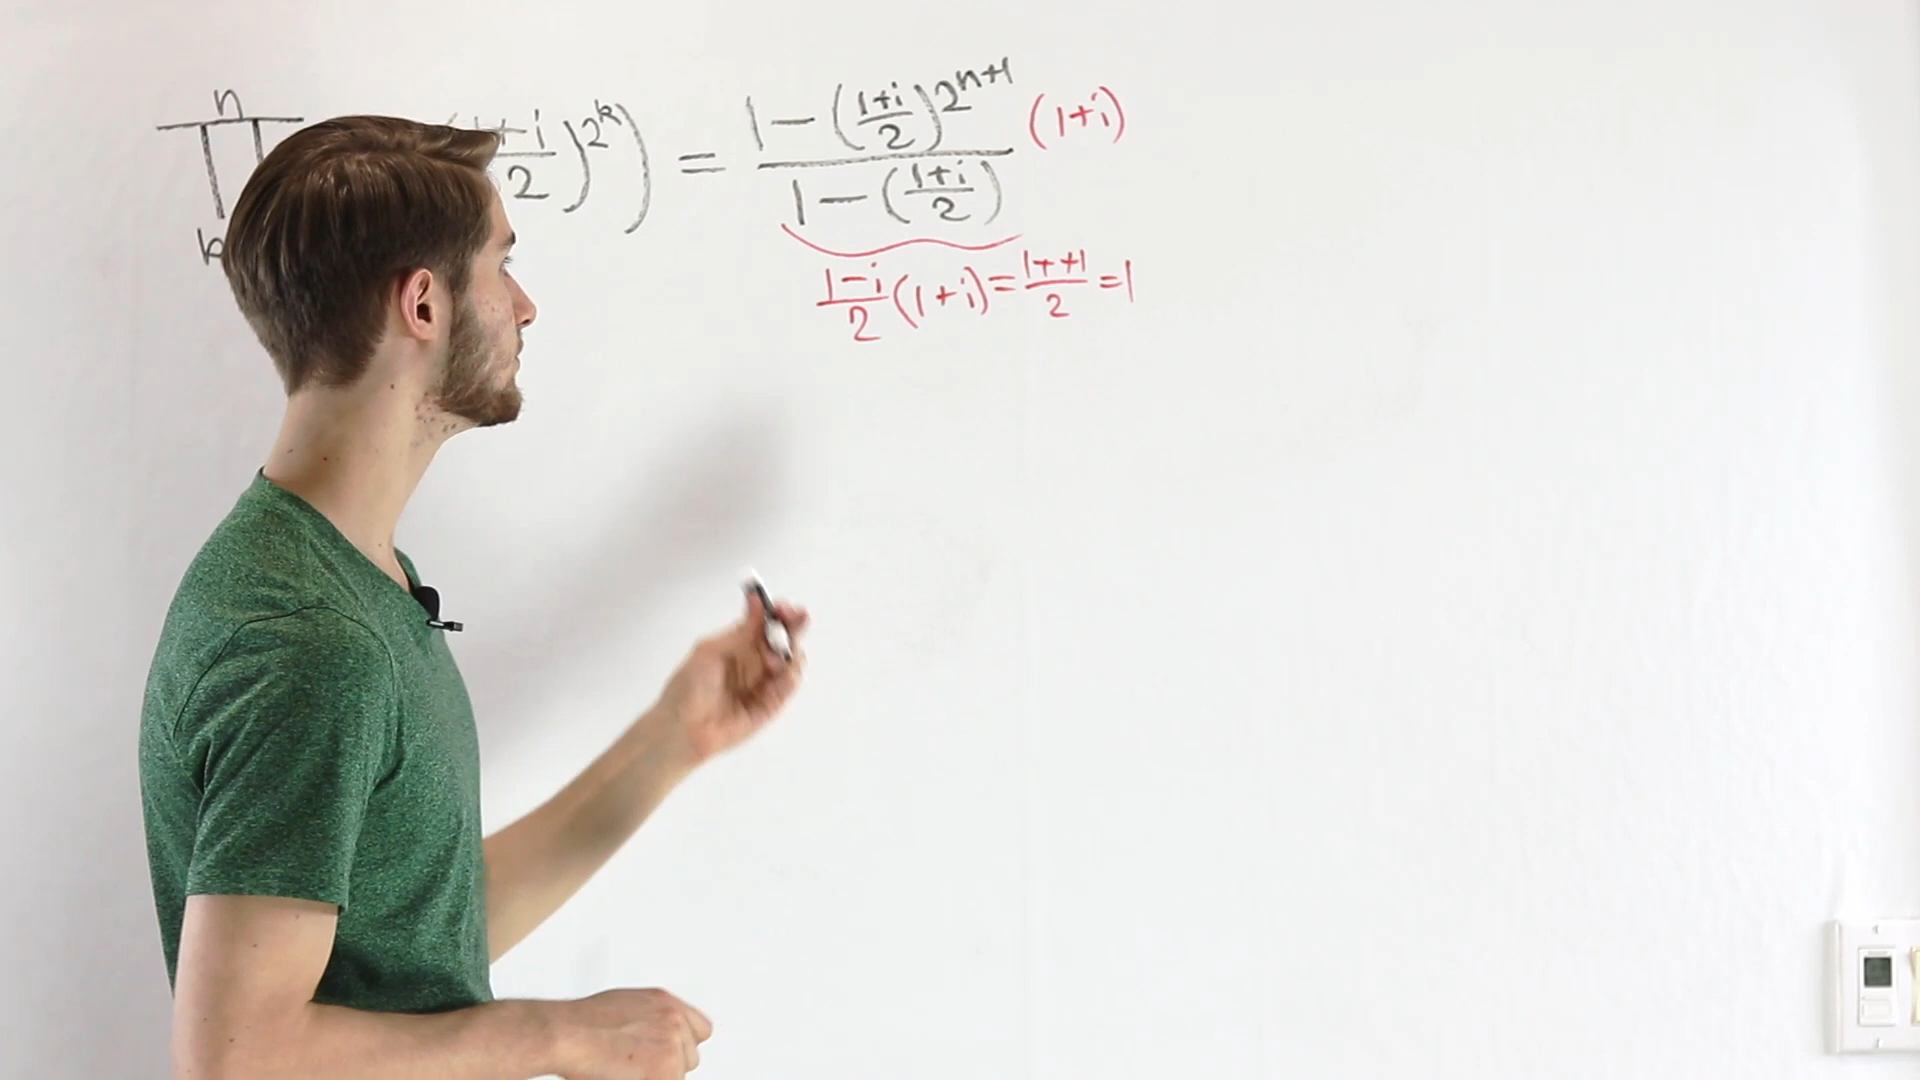 n
1+i/2)^2^k) = 1-((1+i)/2)^2^(n+1) / 1-((1+i)/2) (1+i)
k
(1-i)/2 (1+i) = (1++1)/2 = 1